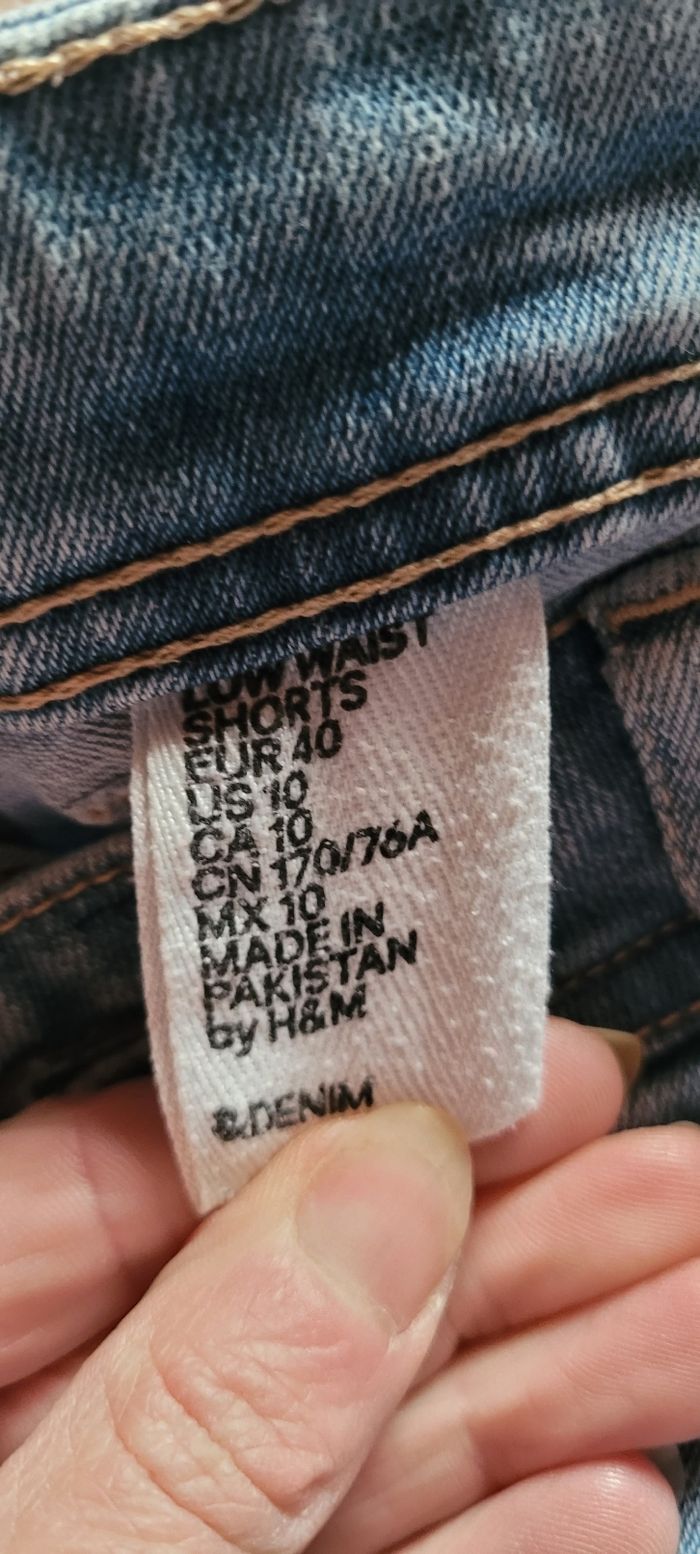 LOW WAIST
SHORTS
EUR 40
US 10
CA 10
CN 170/76A
MX 10
MADE IN
PAKISTAN
by H&M
&DENIM